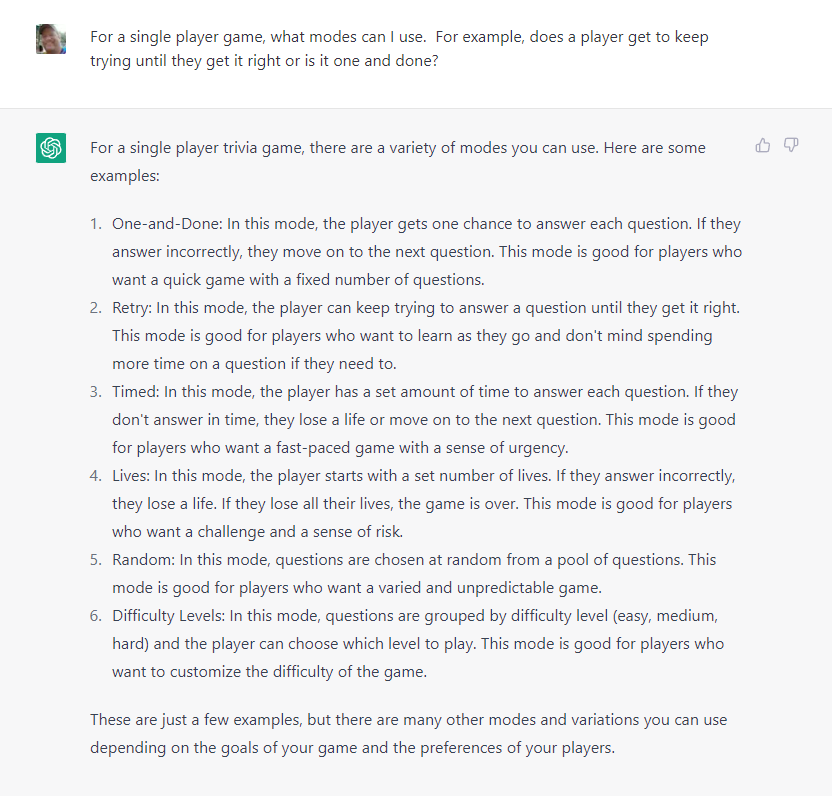 For a single player game, what modes can I use.  For example, does a player get to keep
trying until they get it right or is it one and done?
For a single player trivia game, there are a variety of modes you can use. Here are some
examples:
1. One-and-Done: In this mode, the player gets one chance to answer each question. If they
answer incorrectly, they move on to the next question. This mode is good for players who
want a quick game with a fixed number of questions.
2. Retry: In this mode, the player can keep trying to answer a question until they get it right.
This mode is good for players who want to learn as they go and don't mind spending
more time on a question if they need to.
3. Timed: In this mode, the player has a set amount of time to answer each question. If they
don't answer in time, they lose a life or move on to the next question. This mode is good
for players who want a fast-paced game with a sense of urgency.
4. Lives: In this mode, the player starts with a set number of lives. If they answer incorrectly,
they lose a life. If they lose all their lives, the game is over. This mode is good for players
who want a challenge and a sense of risk.
5. Random: In this mode, questions are chosen at random from a pool of questions. This
mode is good for players who want a varied and unpredictable game.
6. Difficulty Levels: In this mode, questions are grouped by difficulty level (easy, medium,
hard) and the player can choose which level to play. This mode is good for players who
want to customize the difficulty of the game.
These are just a few examples, but there are many other modes and variations you can use
depending on the goals of your game and the preferences of your players.